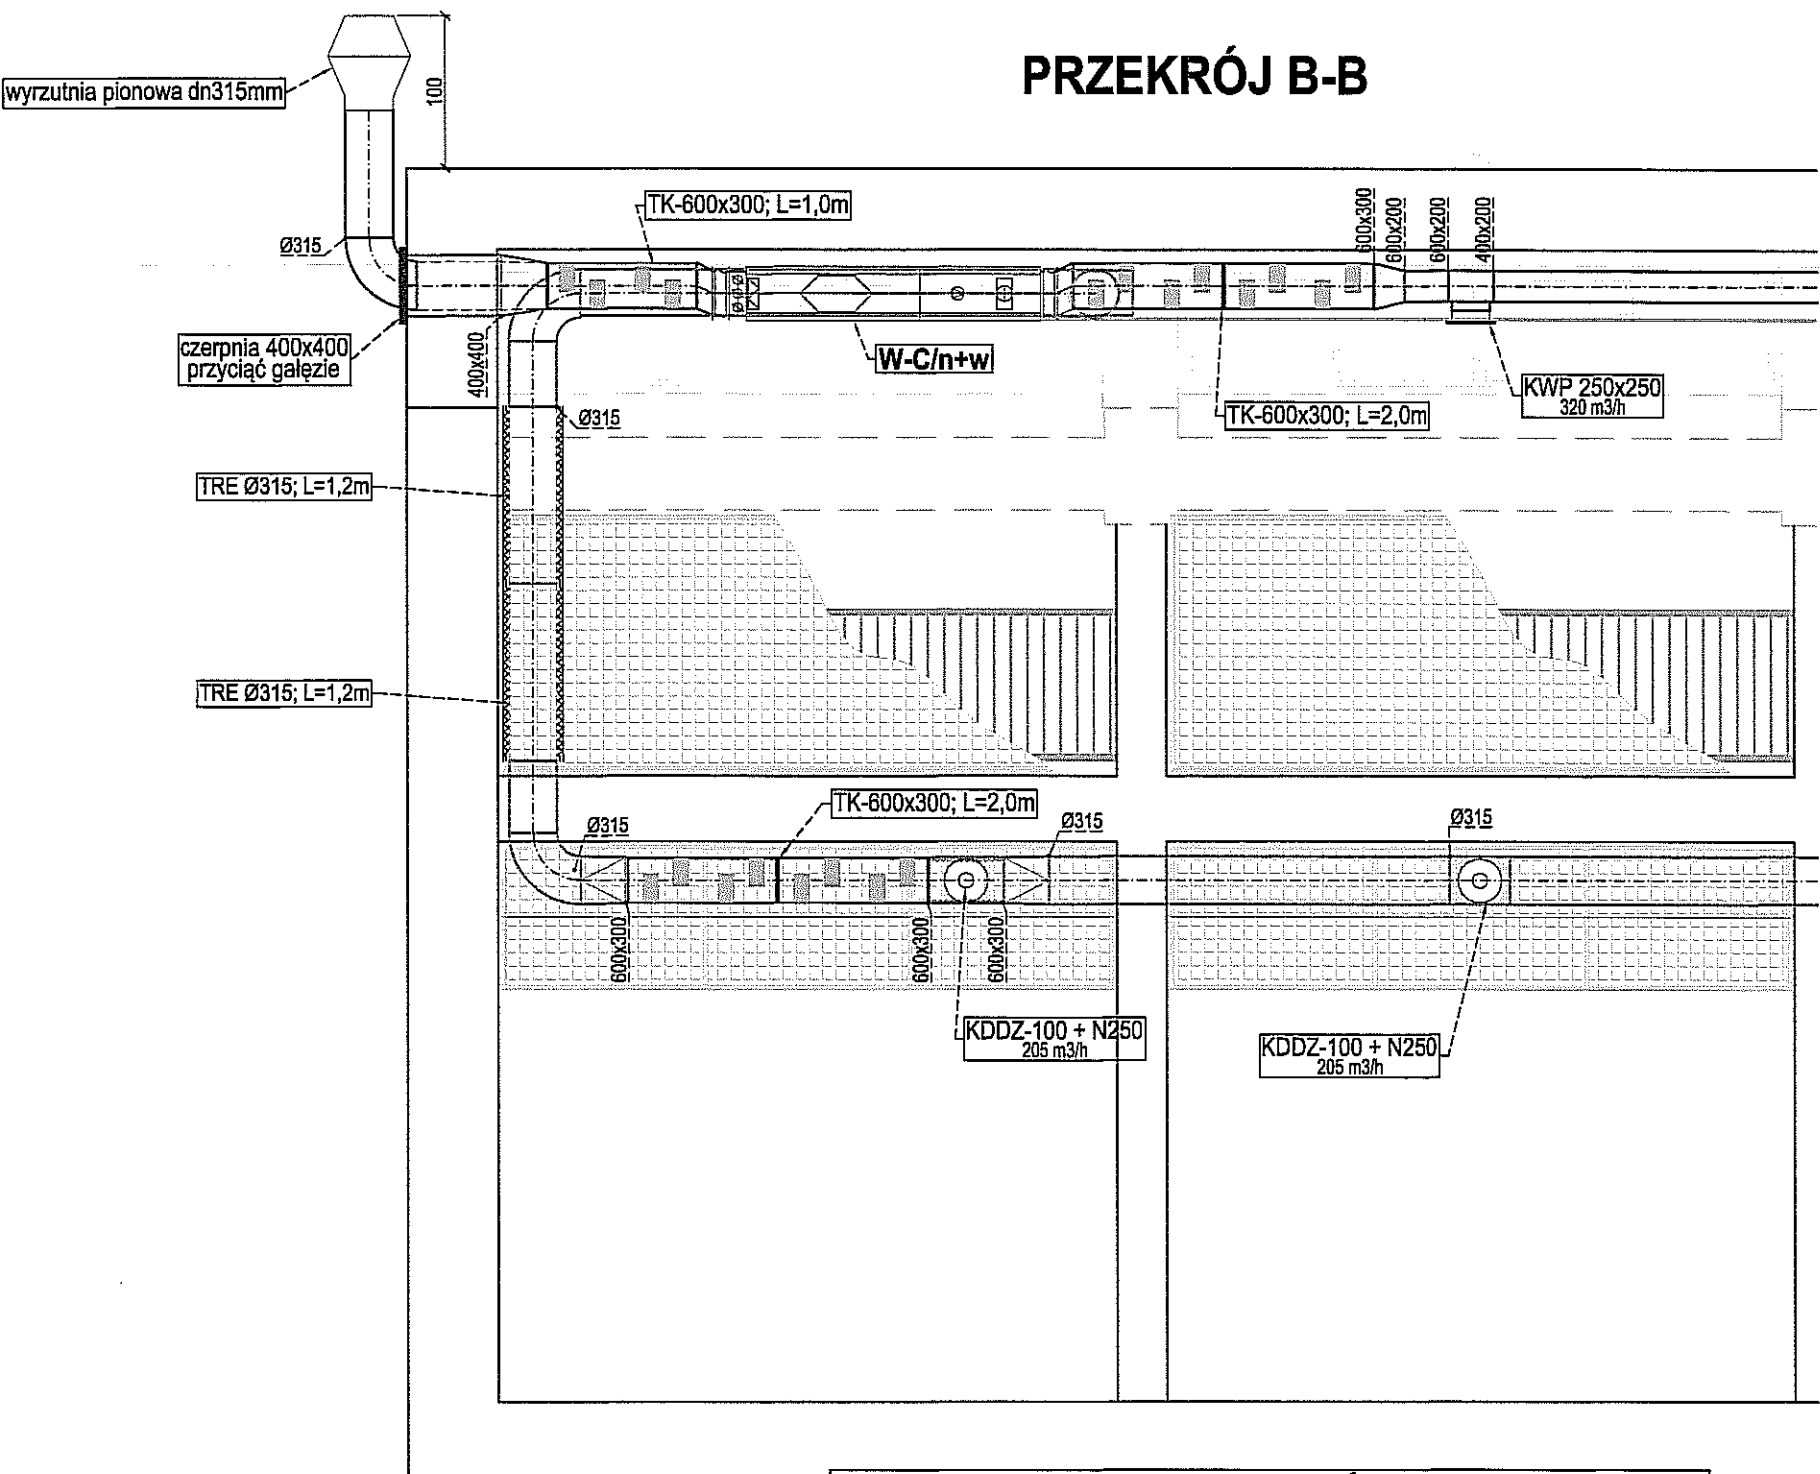 PRZEKRÓJ B-B
wyrzutnia pionowa dn315mm
100
TK-600x300; L=1,0m
600x300
600x200
600x200
400x200
Ø315
czerpnia 400x400
przyciąć gałęzie
400x400
W-C/n+w
KWP 250x250
320 m3/h
TK-600x300; L=2,0m
Ø315
TRE Ø315; L=1,2m
TRE Ø315; L=1,2m
TK-600x300; L=2,0m
Ø315
Ø315
Ø315
600x300
600x300
600x300
KDDZ-100 + N250
205 m3/h
KDDZ-100 + N250
205 m3/h